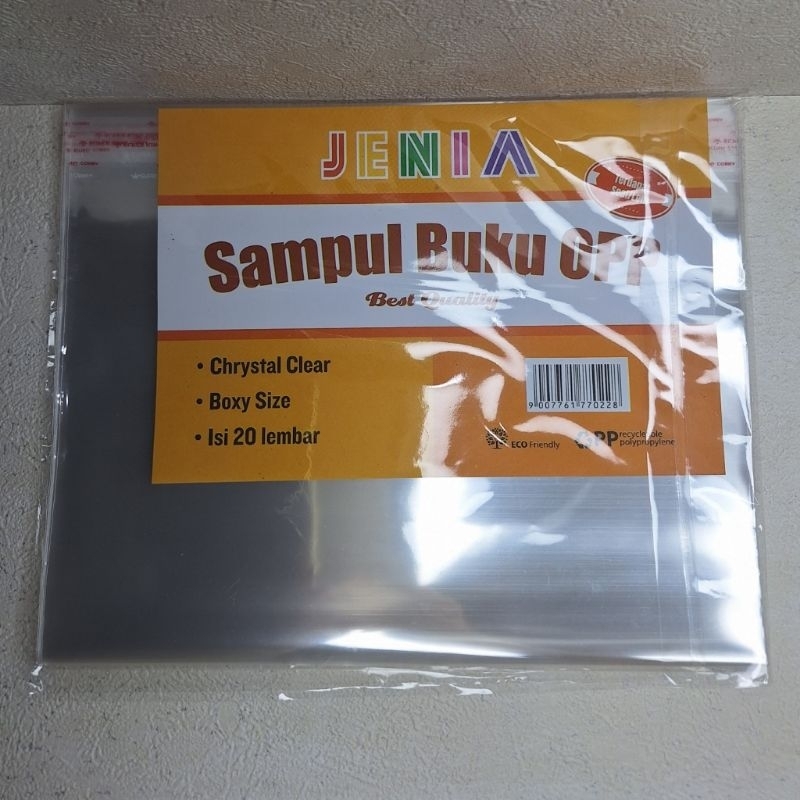 JENIA
Sampul Buku OPP
Best Quality
• Chrystal Clear
• Boxy Size
• Isi 20 lembar
9 007761 770228
ECO Friendly
PP recyclable
polypropylene